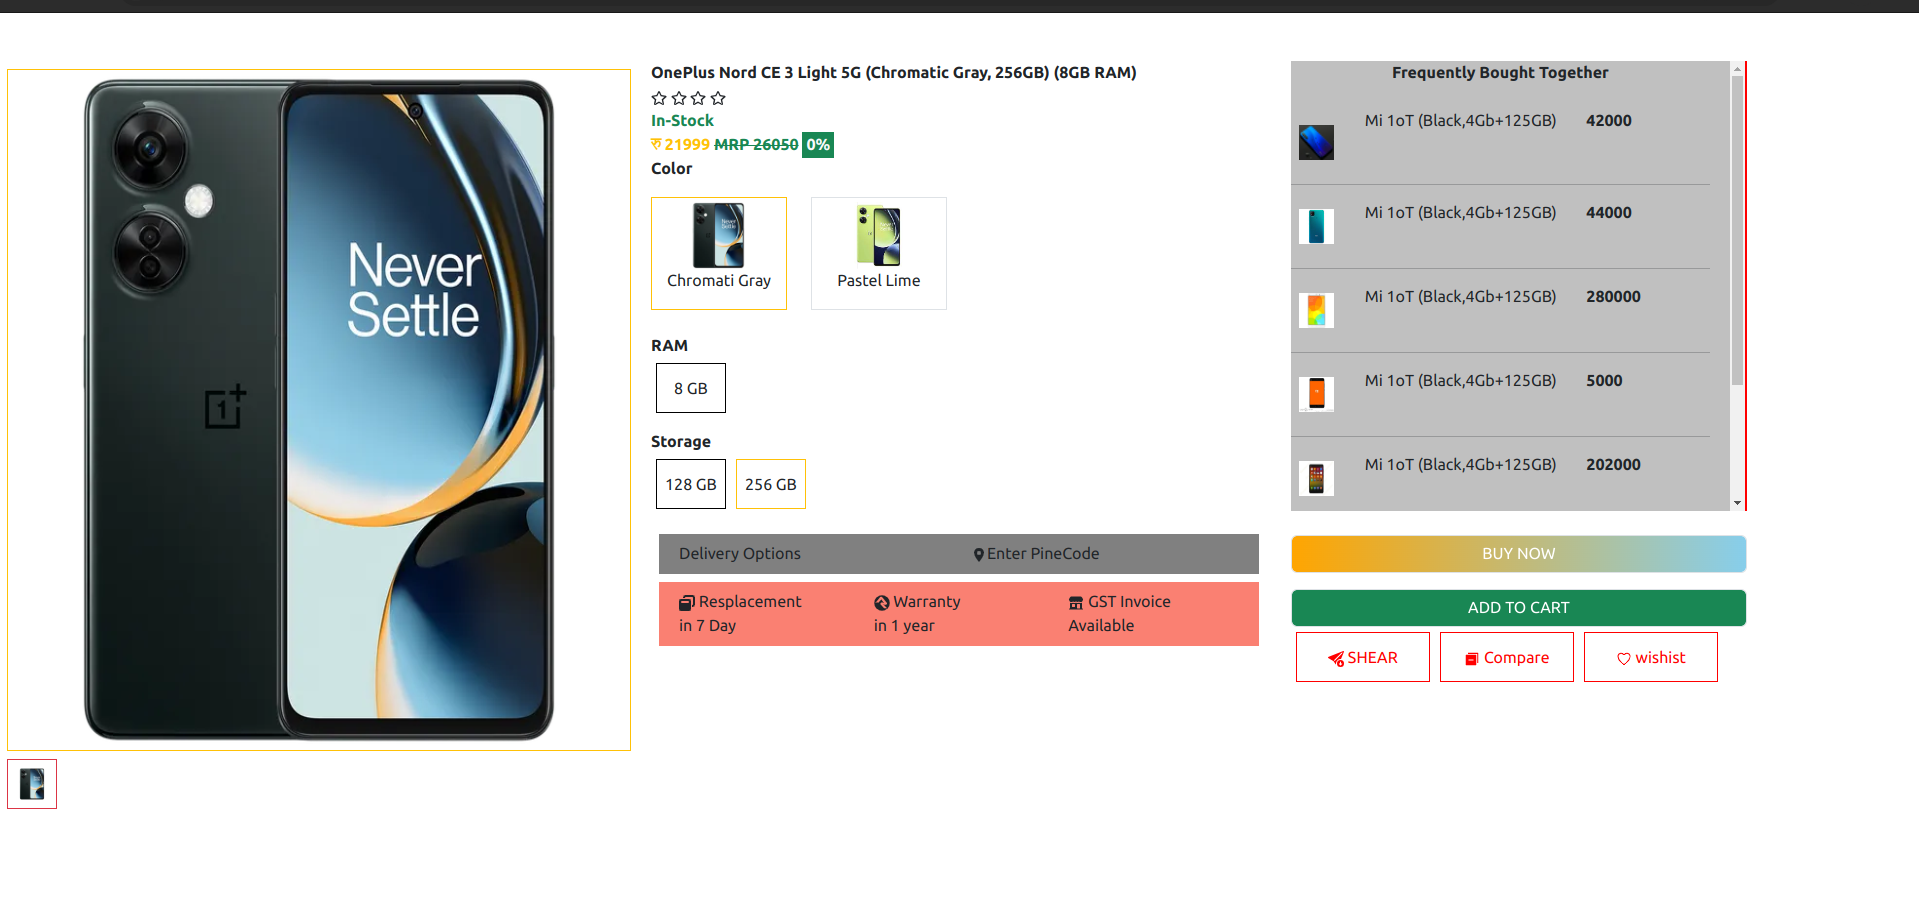 OnePlus Nord CE 3 Light 5G (Chromatic Gray, 256GB) (8GB RAM)
In-Stock
रु 21999 MRP 26050 0%
Color
Never
Settle
Chromati Gray
Pastel Lime
RAM
8 GB
Storage
128 GB
256 GB
Delivery Options
Enter PineCode
Resplacement
in 7 Day
Warranty
in 1 year
GST Invoice
Available
Frequently Bought Together
Mi 1oT (Black,4Gb+125GB) 42000
Mi 1oT (Black,4Gb+125GB) 44000
Mi 1oT (Black,4Gb+125GB) 280000
Mi 1oT (Black,4Gb+125GB) 5000
Mi 1oT (Black,4Gb+125GB) 202000
BUY NOW
ADD TO CART
SHEAR
Compare
wishist